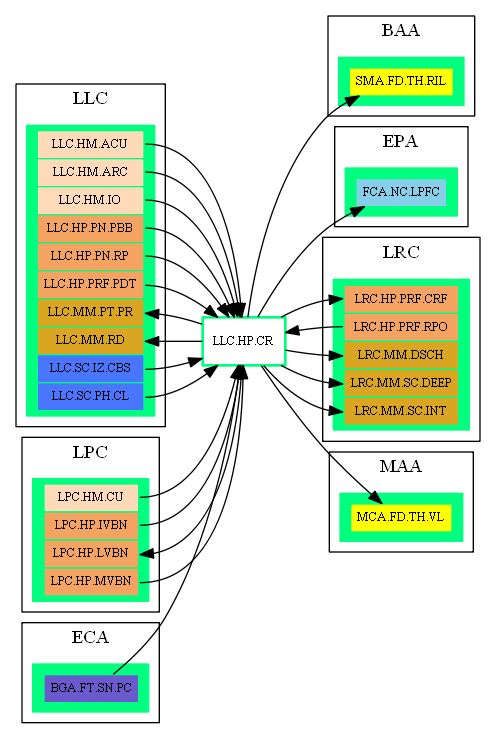 LLC
LLC.HM.ACU
LLC.HM.ARC
LLC.HM.IO
LLC.HP.PN.PBB
LLC.HP.PN.RP
LLC.HP.PRF.PDT
LLC.MM.PT.PR
LLC.MM.RD
LLC.SC.IZ.CBS
LLC.SC.PH.CL
LPC
LPC.HM.CU
LPC.HP.IVBN
LPC.HP.LVBN
LPC.HP.MVBN
ECA
BGA.FT.SN.PC
LLC.HP.CR
BAA
SMA.FD.TH.RIL
EPA
FCA.NC.LPFC
LRC
LRC.HP.PRF.CRF
LRC.HP.PRF.RPO
LRC.MM.DSCH
LRC.MM.SC.DEEP
LRC.MM.SC.INT
MAA
MCA.FD.TH.VL